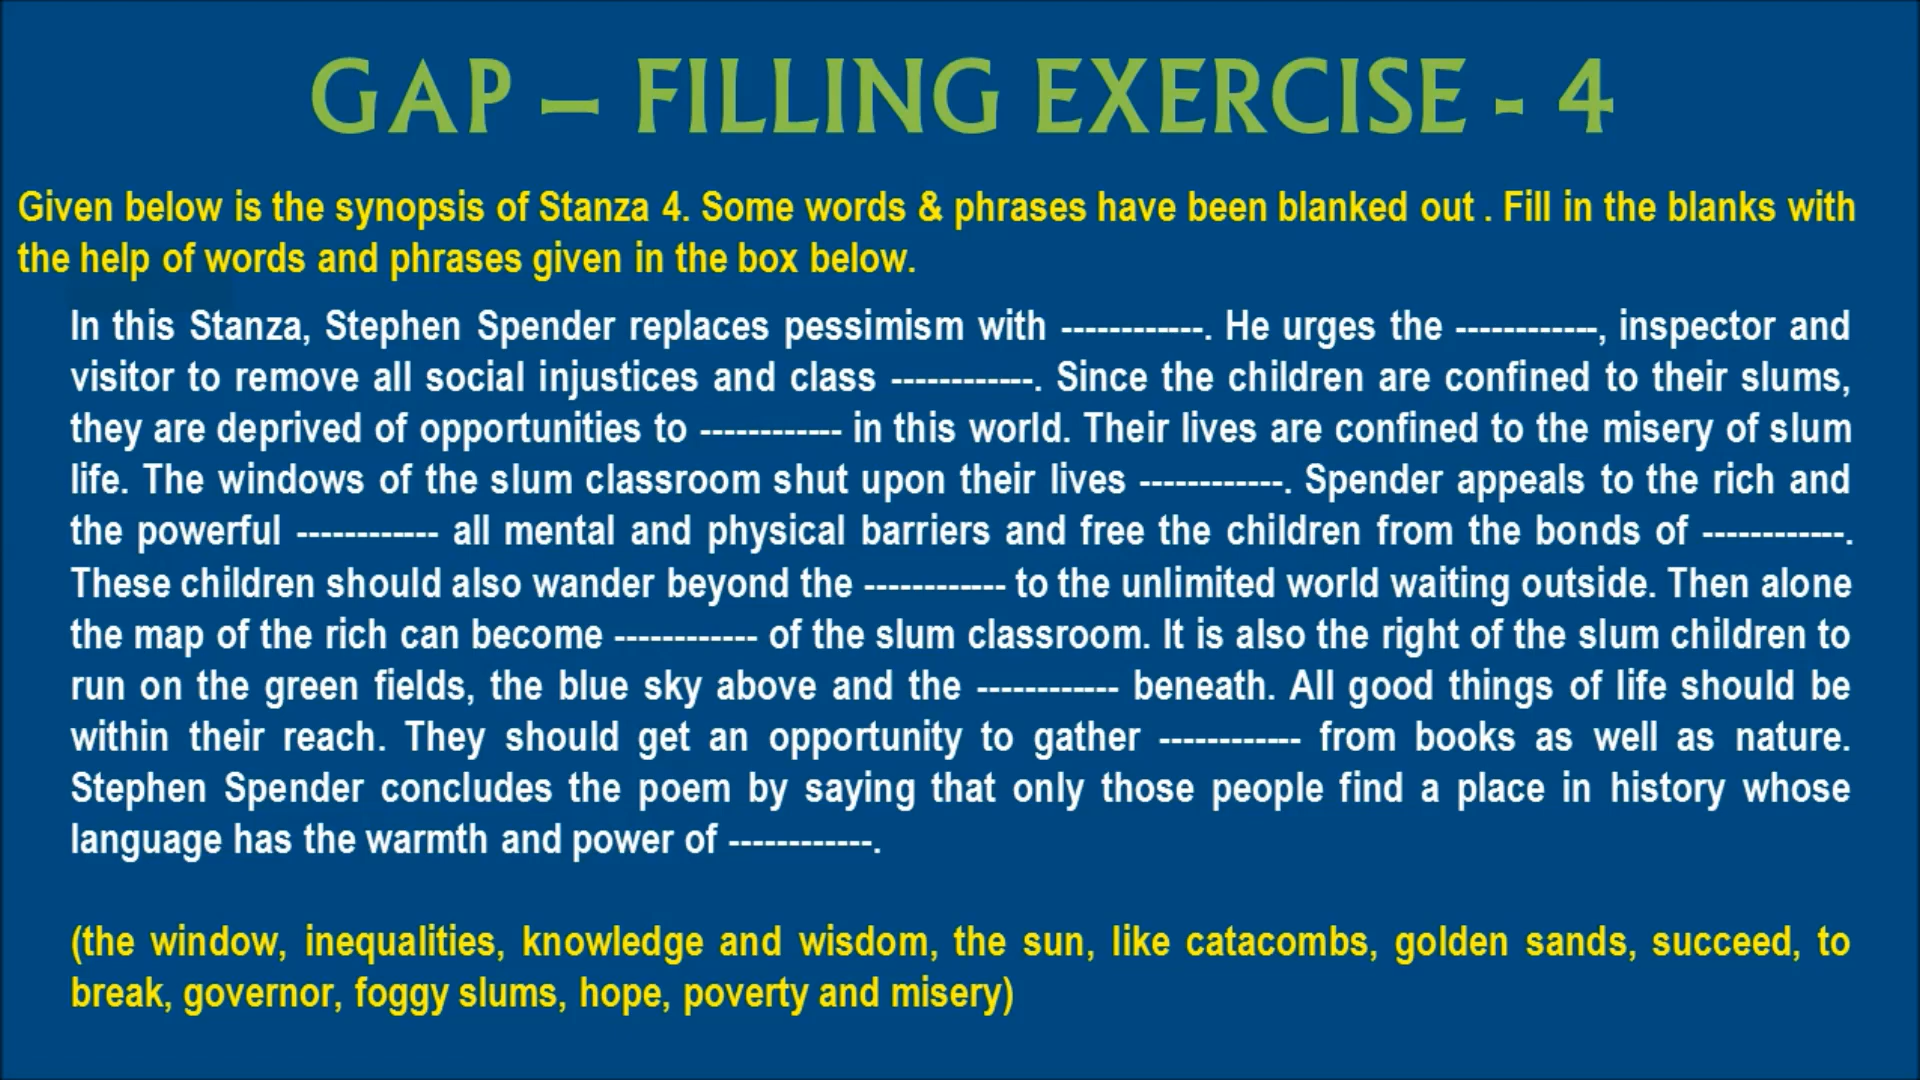 GAP – FILLING EXERCISE - 4
Given below is the synopsis of Stanza 4. Some words & phrases have been blanked out . Fill in the blanks with
the help of words and phrases given in the box below.
In this Stanza, Stephen Spender replaces pessimism with ------------. He urges the ------------, inspector and
visitor to remove all social injustices and class ------------. Since the children are confined to their slums,
they are deprived of opportunities to ------------ in this world. Their lives are confined to the misery of slum
life. The windows of the slum classroom shut upon their lives ------------. Spender appeals to the rich and
the powerful ------------ all mental and physical barriers and free the children from the bonds of ------------.
These children should also wander beyond the ------------ to the unlimited world waiting outside. Then alone
the map of the rich can become ------------ of the slum classroom. It is also the right of the slum children to
run on the green fields, the blue sky above and the ------------ beneath. All good things of life should be
within their reach. They should get an opportunity to gather ------------ from books as well as nature.
Stephen Spender concludes the poem by saying that only those people find a place in history whose
language has the warmth and power of ------------.
(the window, inequalities, knowledge and wisdom, the sun, like catacombs, golden sands, succeed, to
break, governor, foggy slums, hope, poverty and misery)